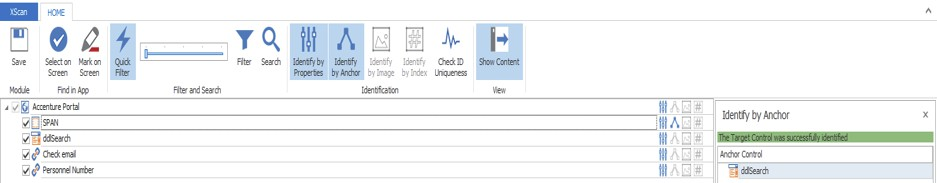 XScan HOME
Save
Select on Screen
Mark on Screen
Quick Filter
Filter
Search
Identify by Properties
Identify by Anchor
Identify by Image
Identify by Index
Check ID Uniqueness
Show Content
Module
Find in App
Filter and Search
Identification
View
Accenture Portal
SPAN
ddlSearch
Check email
Personnel Number
Identify by Anchor X
The Target Control was successfully identified
Anchor Control
ddlSearch